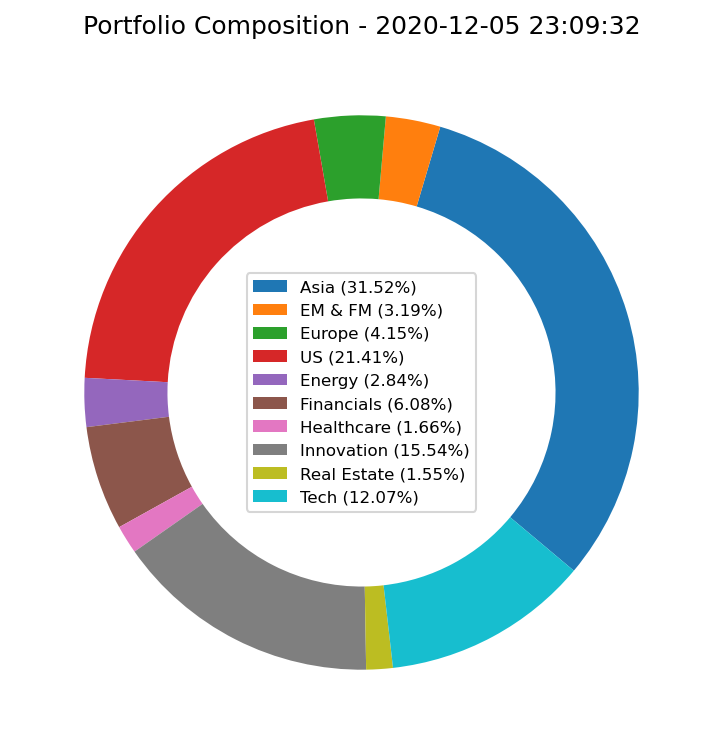 Portfolio Composition - 2020-12-05 23:09:32
Asia (31.52%)
EM & FM (3.19%)
Europe (4.15%)
US (21.41%)
Energy (2.84%)
Financials (6.08%)
Healthcare (1.66%)
Innovation (15.54%)
Real Estate (1.55%)
Tech (12.07%)